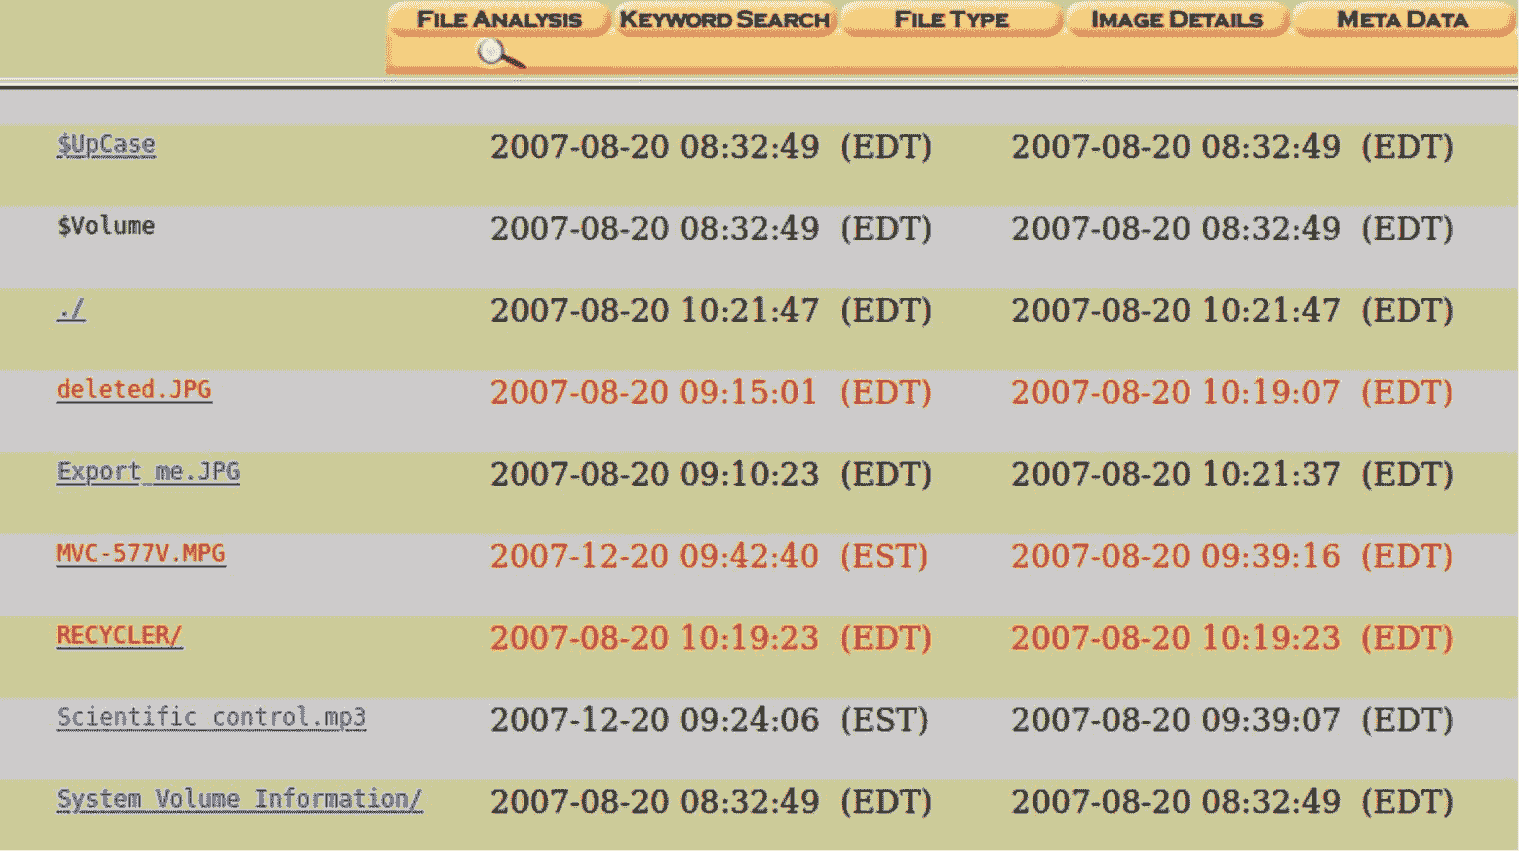 FILE ANALYSIS KEYWORD SEARCH FILE TYPE IMAGE DETAILS META DATA
$UpCase 2007-08-20 08:32:49 (EDT) 2007-08-20 08:32:49 (EDT)
$Volume 2007-08-20 08:32:49 (EDT) 2007-08-20 08:32:49 (EDT)
./ 2007-08-20 10:21:47 (EDT) 2007-08-20 10:21:47 (EDT)
deleted.JPG 2007-08-20 09:15:01 (EDT) 2007-08-20 10:19:07 (EDT)
Export_me.JPG 2007-08-20 09:10:23 (EDT) 2007-08-20 10:21:37 (EDT)
MVC-577V.MPG 2007-12-20 09:42:40 (EST) 2007-08-20 09:39:16 (EDT)
RECYCLER/ 2007-08-20 10:19:23 (EDT) 2007-08-20 10:19:23 (EDT)
Scientific control.mp3 2007-12-20 09:24:06 (EST) 2007-08-20 09:39:07 (EDT)
System Volume Information/ 2007-08-20 08:32:49 (EDT) 2007-08-20 08:32:49 (EDT)